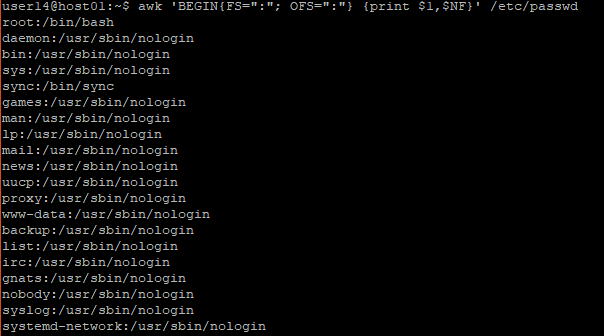 user14@host01:~$ awk 'BEGIN{FS=":"; OFS=":"} {print $1,$NF}' /etc/passwd
root:/bin/bash
daemon:/usr/sbin/nologin
bin:/usr/sbin/nologin
sys:/usr/sbin/nologin
sync:/bin/sync
games:/usr/sbin/nologin
man:/usr/sbin/nologin
lp:/usr/sbin/nologin
mail:/usr/sbin/nologin
news:/usr/sbin/nologin
uucp:/usr/sbin/nologin
proxy:/usr/sbin/nologin
www-data:/usr/sbin/nologin
backup:/usr/sbin/nologin
list:/usr/sbin/nologin
irc:/usr/sbin/nologin
gnats:/usr/sbin/nologin
nobody:/usr/sbin/nologin
syslog:/usr/sbin/nologin
systemd-network:/usr/sbin/nologin